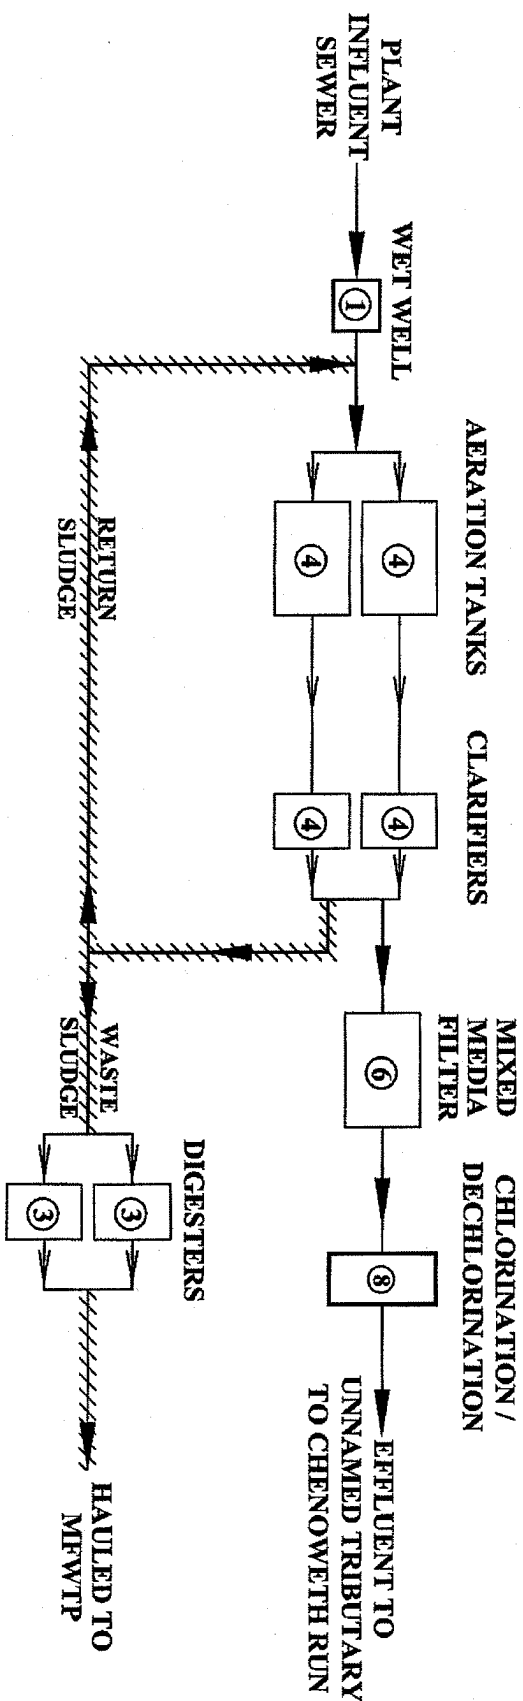 PLANT
INFLUENT
SEWER
WET WELL
①
AERATION TANKS
④
④
CLARIFIERS
④
④
MIXED
MEDIA
FILTER
⑥
CHLORINATION /
DECHLORINATION
⑧
EFFLUENT TO
UNNAMED TRIBUTARY
TO CHENOWETH RUN
RETURN
SLUDGE
WASTE
SLUDGE
DIGESTERS
③
③
HAULED TO
MFWTP